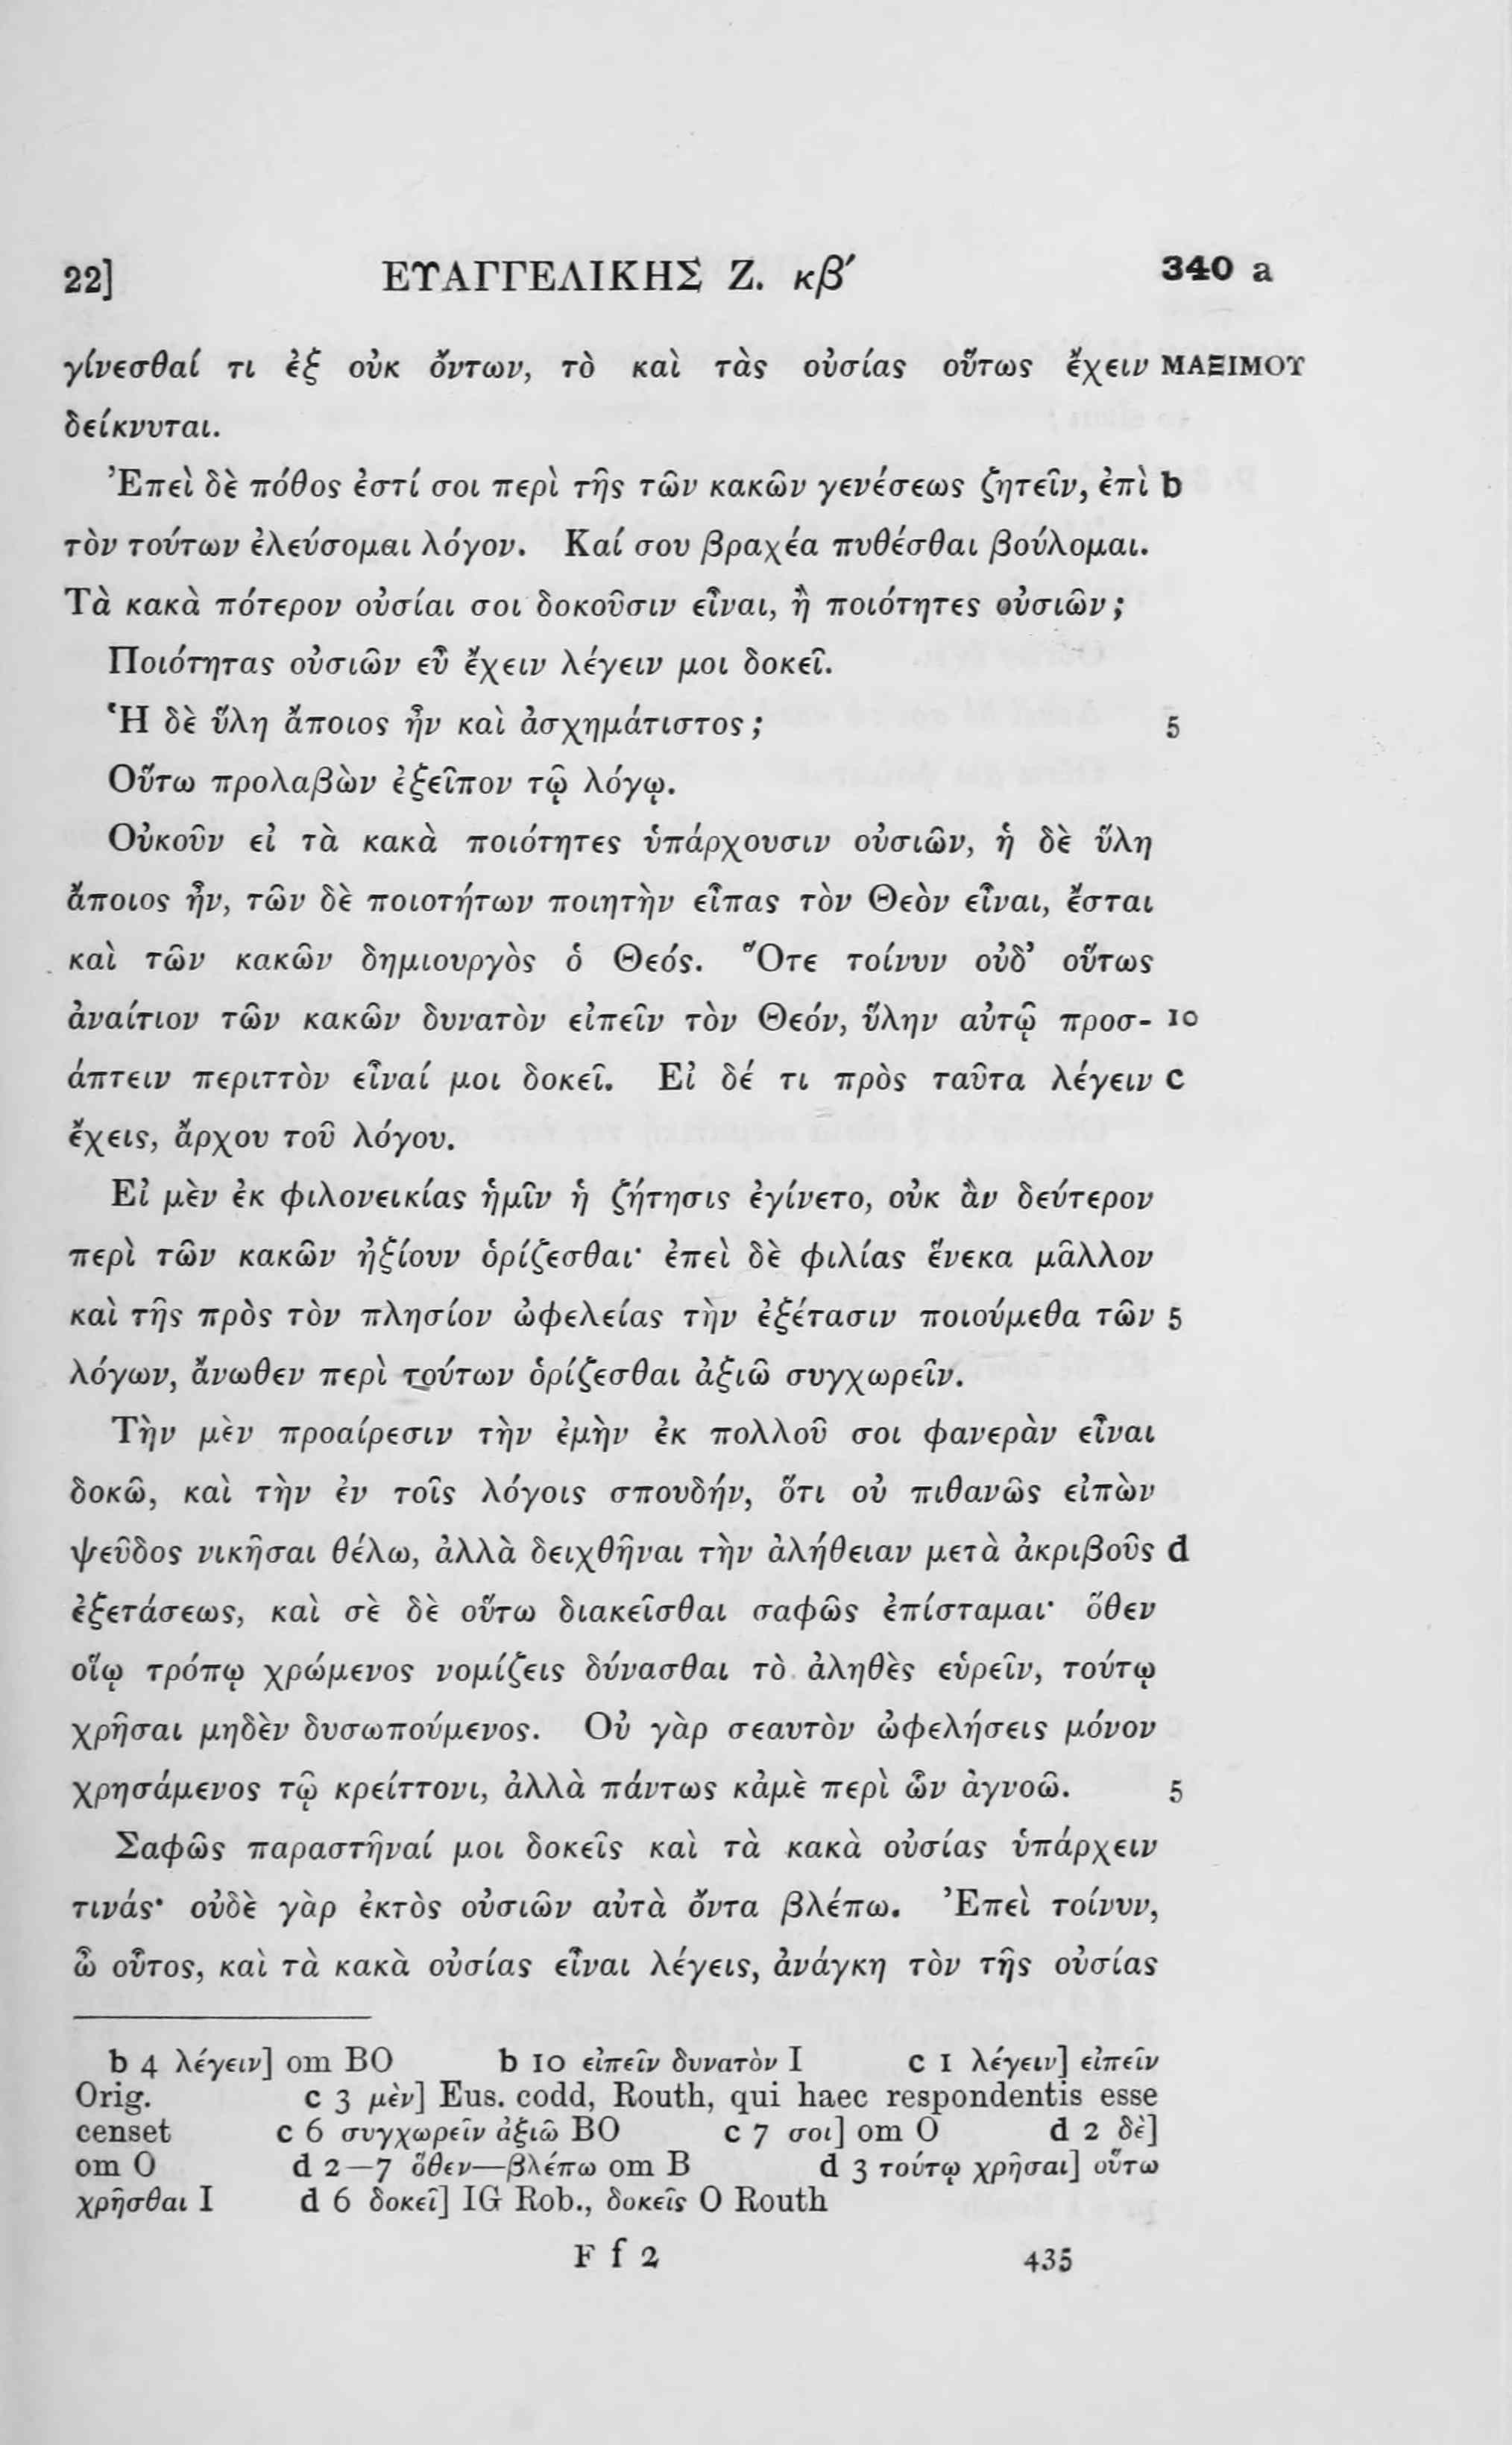 22] ΕΥΑΓΓΕΛΙΚΗΣ Ζ. κβ′ 340 a
γίνεσθαί τι ἐξ οὐκ ὄντων, τὸ καὶ τὰς οὐσίας οὕτως ἔχειν ΜΑΞΙΜΟΥ
δείκνυται.
Ἐπεὶ δὲ πόθος ἐστί σοι περὶ τῆς τῶν κακῶν γενέσεως ζητεῖν, ἐπὶ b
τὸν τούτων ἐλεύσομαι λόγον. Καί σου βραχέα πυθέσθαι βούλομαι.
Τὰ κακὰ πότερον οὐσίαι σοι δοκοῦσιν εἶναι, ἢ ποιότητες οὐσιῶν;
Ποιότητας οὐσιῶν εὖ ἔχειν λέγειν μοι δοκεῖ.
Ἡ δὲ ὕλη ἄποιος ἦν καὶ ἀσχημάτιστος; 5
Οὕτω προλαβὼν ἐξεῖπον τῷ λόγῳ.
Οὐκοῦν εἰ τὰ κακὰ ποιότητες ὑπάρχουσιν οὐσιῶν, ἡ δὲ ὕλη
ἄποιος ἦν, τῶν δὲ ποιοτήτων ποιητὴν εἶπας τὸν Θεὸν εἶναι, ἔσται
καὶ τῶν κακῶν δημιουργὸς ὁ Θεός. Ὅτε τοίνυν οὐδ’ οὕτως
ἀναίτιον τῶν κακῶν δυνατὸν εἰπεῖν τὸν Θεόν, ὕλην αὐτῷ προσ- 10
άπτειν περιττὸν εἶναί μοι δοκεῖ. Εἰ δέ τι πρὸς ταῦτα λέγειν c
ἔχεις, ἄρχου τοῦ λόγου.
Εἰ μὲν ἐκ φιλονεικίας ἡμῖν ἡ ζήτησις ἐγίνετο, οὐκ ἂν δεύτερον
περὶ τῶν κακῶν ἠξίουν ὁρίζεσθαι· ἐπεὶ δὲ φιλίας ἕνεκα μᾶλλον
καὶ τῆς πρὸς τὸν πλησίον ὠφελείας τὴν ἐξέτασιν ποιούμεθα τῶν 5
λόγων, ἄνωθεν περὶ τούτων ὁρίζεσθαι ἀξιῶ συγχωρεῖν.
Τὴν μὲν προαίρεσιν τὴν ἐμὴν ἐκ πολλοῦ σοι φανερὰν εἶναι
δοκῶ, καὶ τὴν ἐν τοῖς λόγοις σπουδήν, ὅτι οὐ πιθανῶς εἰπὼν
ψεῦδος νικῆσαι θέλω, ἀλλὰ δειχθῆναι τὴν ἀλήθειαν μετὰ ἀκριβοῦς d
ἐξετάσεως, καὶ σὲ δὲ οὕτω διακεῖσθαι σαφῶς ἐπίσταμαι· ὅθεν
οἵῳ τρόπῳ χρώμενος νομίζεις δύνασθαι τὸ ἀληθὲς εὑρεῖν, τούτῳ
χρῆσαι μηδὲν δυσωπούμενος. Οὐ γὰρ σεαυτὸν ὠφελήσεις μόνον
χρησάμενος τῷ κρείττονι, ἀλλὰ πάντως κἀμὲ περὶ ὧν ἀγνοῶ. 5
Σαφῶς παραστῆναί μοι δοκεῖς καὶ τὰ κακὰ οὐσίας ὑπάρχειν
τινάς· οὐδὲ γὰρ ἐκτὸς οὐσιῶν αὐτὰ ὄντα βλέπω. Ἐπεὶ τοίνυν,
ὦ οὗτος, καὶ τὰ κακὰ οὐσίας εἶναι λέγεις, ἀνάγκη τὸν τῆς οὐσίας
b 4 λέγειν] om BO b 10 εἰπεῖν δυνατὸν I c 1 λέγειν] εἰπεῖν
Orig. c 3 μὲν] Eus. codd, Routh, qui haec respondentis esse
censet c 6 συγχωρεῖν ἀξιῶ BO c 7 σοι] om O d 2 δὲ]
om O d 2—7 ὅθεν—βλέπω om B d 3 τούτῳ χρῆσαι] οὕτω
χρῆσθαι I d 6 δοκεῖ] IG Rob., δοκεῖς O Routh
F f 2 435